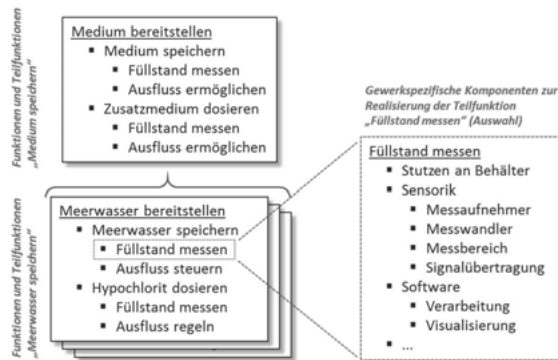 Funktionen und Teilfunktionen
„Medium speichern“
Medium bereitstellen
▪ Medium speichern
▪ Füllstand messen
▪ Ausfluss ermöglichen
▪ Zusatzmedium dosieren
▪ Füllstand messen
▪ Ausfluss ermöglichen
Funktionen und Teilfunktionen
„Meerwasser speichern“
Meerwasser bereitstellen
▪ Meerwasser speichern
▪ Füllstand messen
▪ Ausfluss steuern
▪ Hypochlorit dosieren
▪ Füllstand messen
▪ Ausfluss regeln
Gewerkspezifische Komponenten zur
Realisierung der Teilfunktion
„Füllstand messen“ (Auswahl)
Füllstand messen
▪ Stutzen an Behälter
▪ Sensorik
▪ Messaufnehmer
▪ Messwandler
▪ Messbereich
▪ Signalübertragung
▪ Software
▪ Verarbeitung
▪ Visualisierung
▪ ...